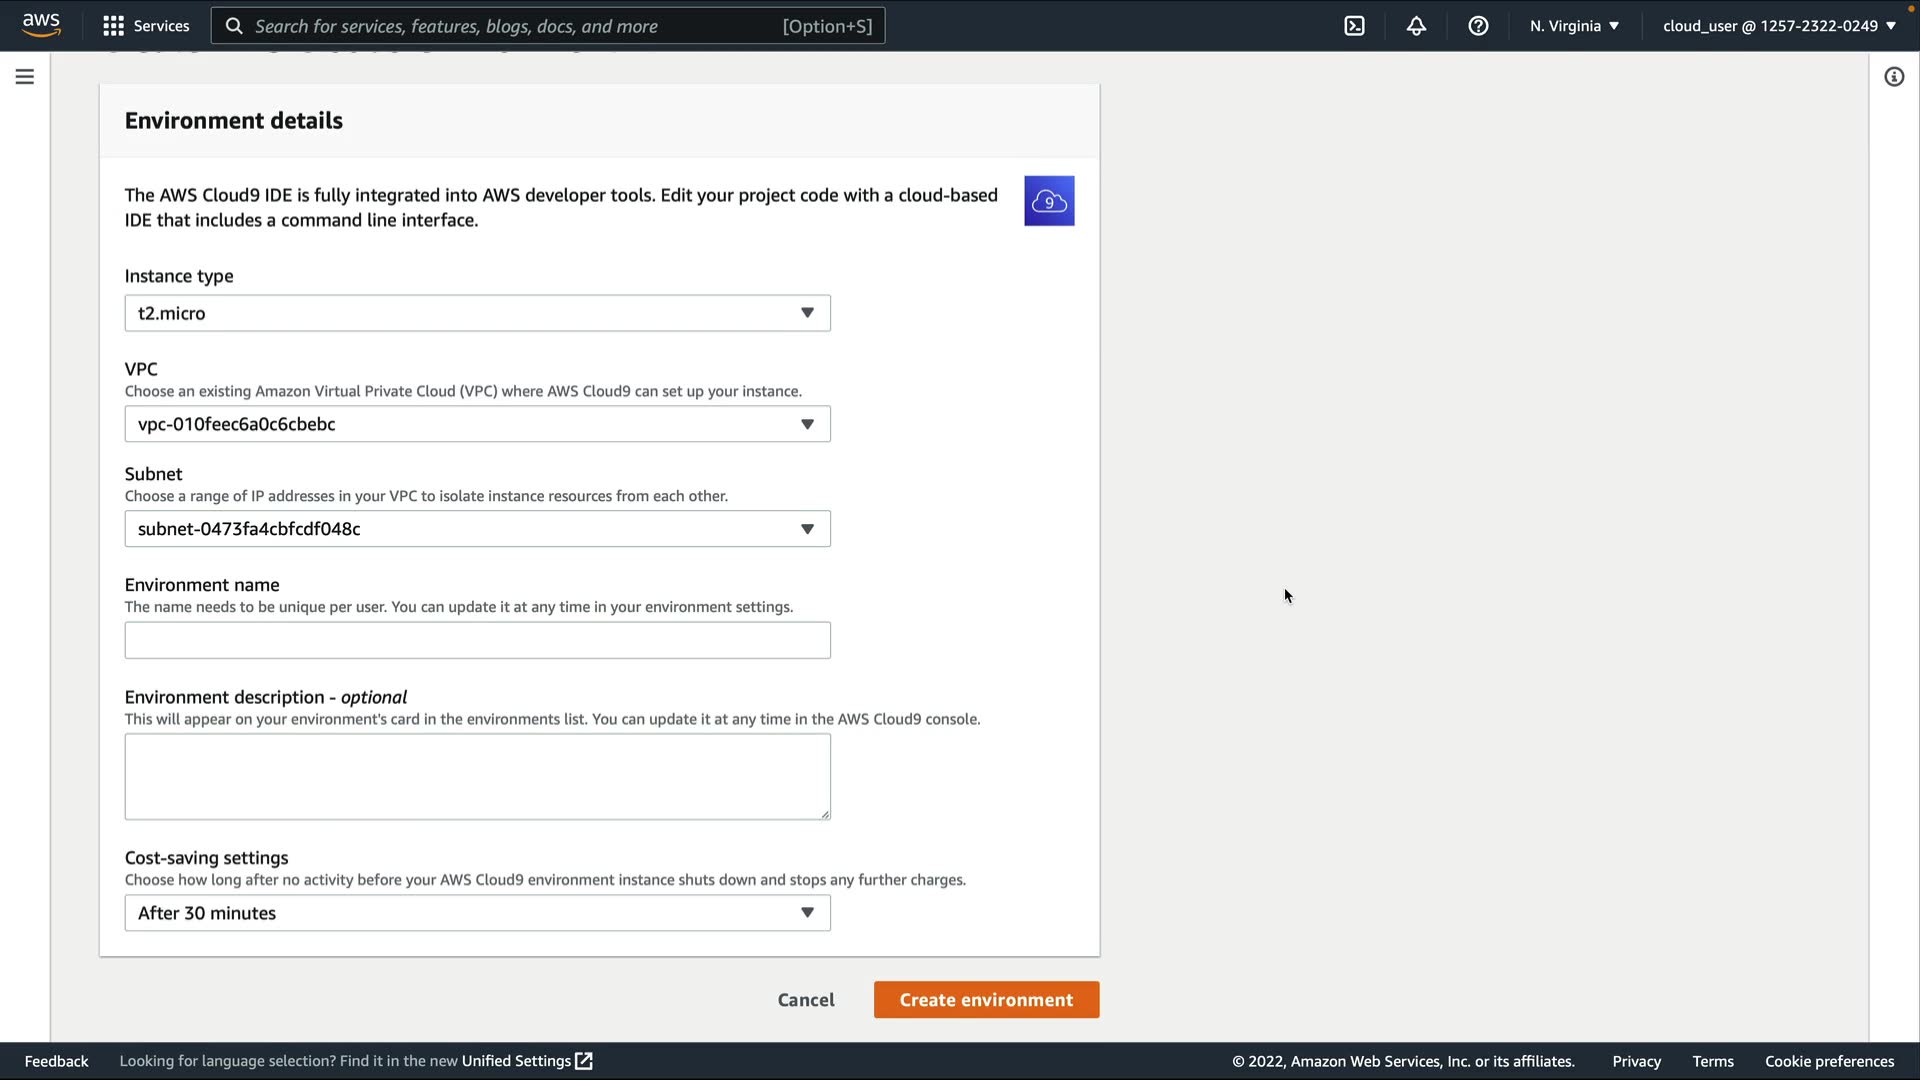 aws
Services
Search for services, features, blogs, docs, and more
[Option+S]
N. Virginia
cloud_user @ 1257-2322-0249
Environment details
The AWS Cloud9 IDE is fully integrated into AWS developer tools. Edit your project code with a cloud-based
IDE that includes a command line interface.
9
Instance type
t2.micro
VPC
Choose an existing Amazon Virtual Private Cloud (VPC) where AWS Cloud9 can set up your instance.
vpc-010feec6a0c6cbebc
Subnet
Choose a range of IP addresses in your VPC to isolate instance resources from each other.
subnet-0473fa4cbfcdf048c
Environment name
The name needs to be unique per user. You can update it at any time in your environment settings.
Environment description - optional
This will appear on your environment's card in the environments list. You can update it at any time in the AWS Cloud9 console.
Cost-saving settings
Choose how long after no activity before your AWS Cloud9 environment instance shuts down and stops any further charges.
After 30 minutes
Cancel
Create environment
Feedback
Looking for language selection? Find it in the new Unified Settings
© 2022, Amazon Web Services, Inc. or its affiliates.
Privacy
Terms
Cookie preferences